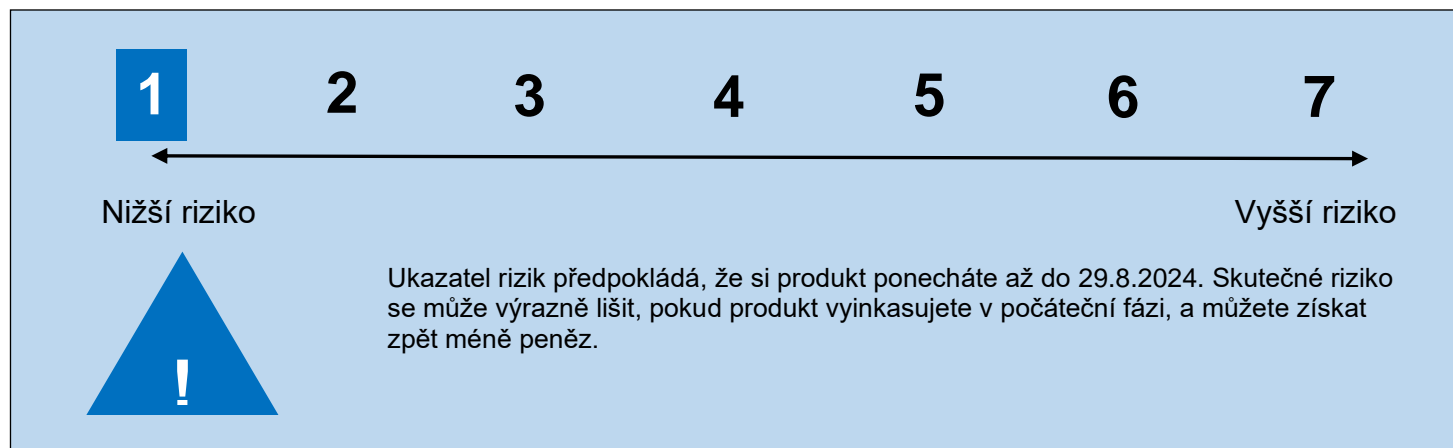 1 2 3 4 5 6 7
Nižší riziko Vyšší riziko
Ukazatel rizik předpokládá, že si produkt ponecháte až do 29.8.2024. Skutečné riziko
se může výrazně lišit, pokud produkt vyinkasujete v počáteční fázi, a můžete získat
zpět méně peněz.
!